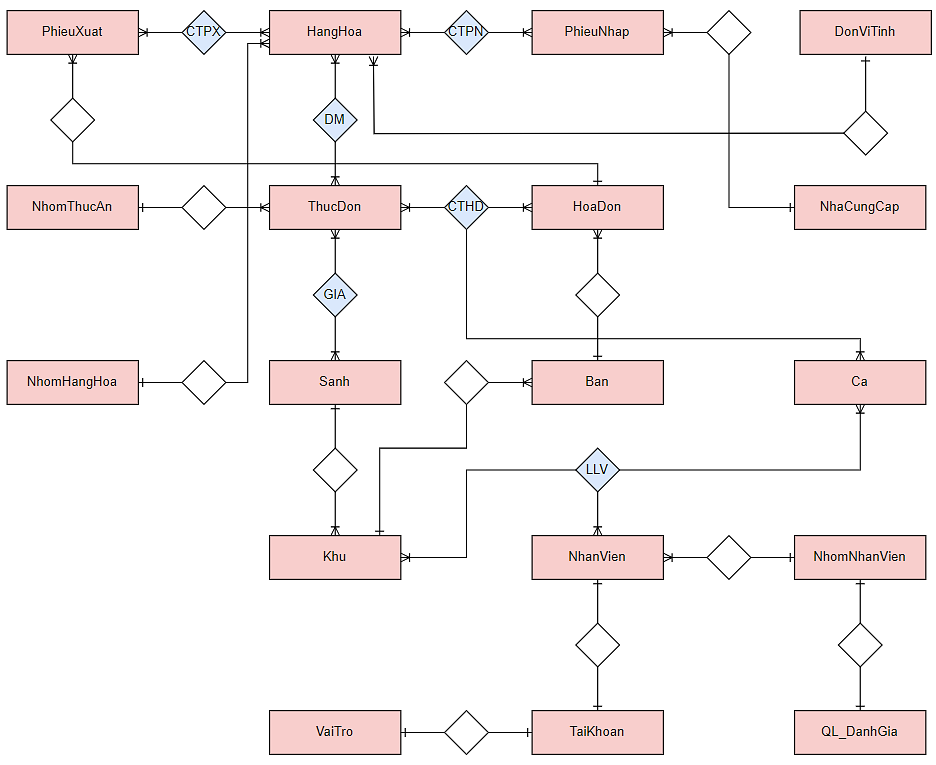 PhieuXuat
CTPX
HangHoa
CTPN
PhieuNhap
DonViTinh
DM
NhomThucAn
ThucDon
CTHD
HoaDon
NhaCungCap
GIA
NhomHangHoa
Sanh
Ban
Ca
LLV
Khu
NhanVien
NhomNhanVien
VaiTro
TaiKhoan
QL_DanhGia